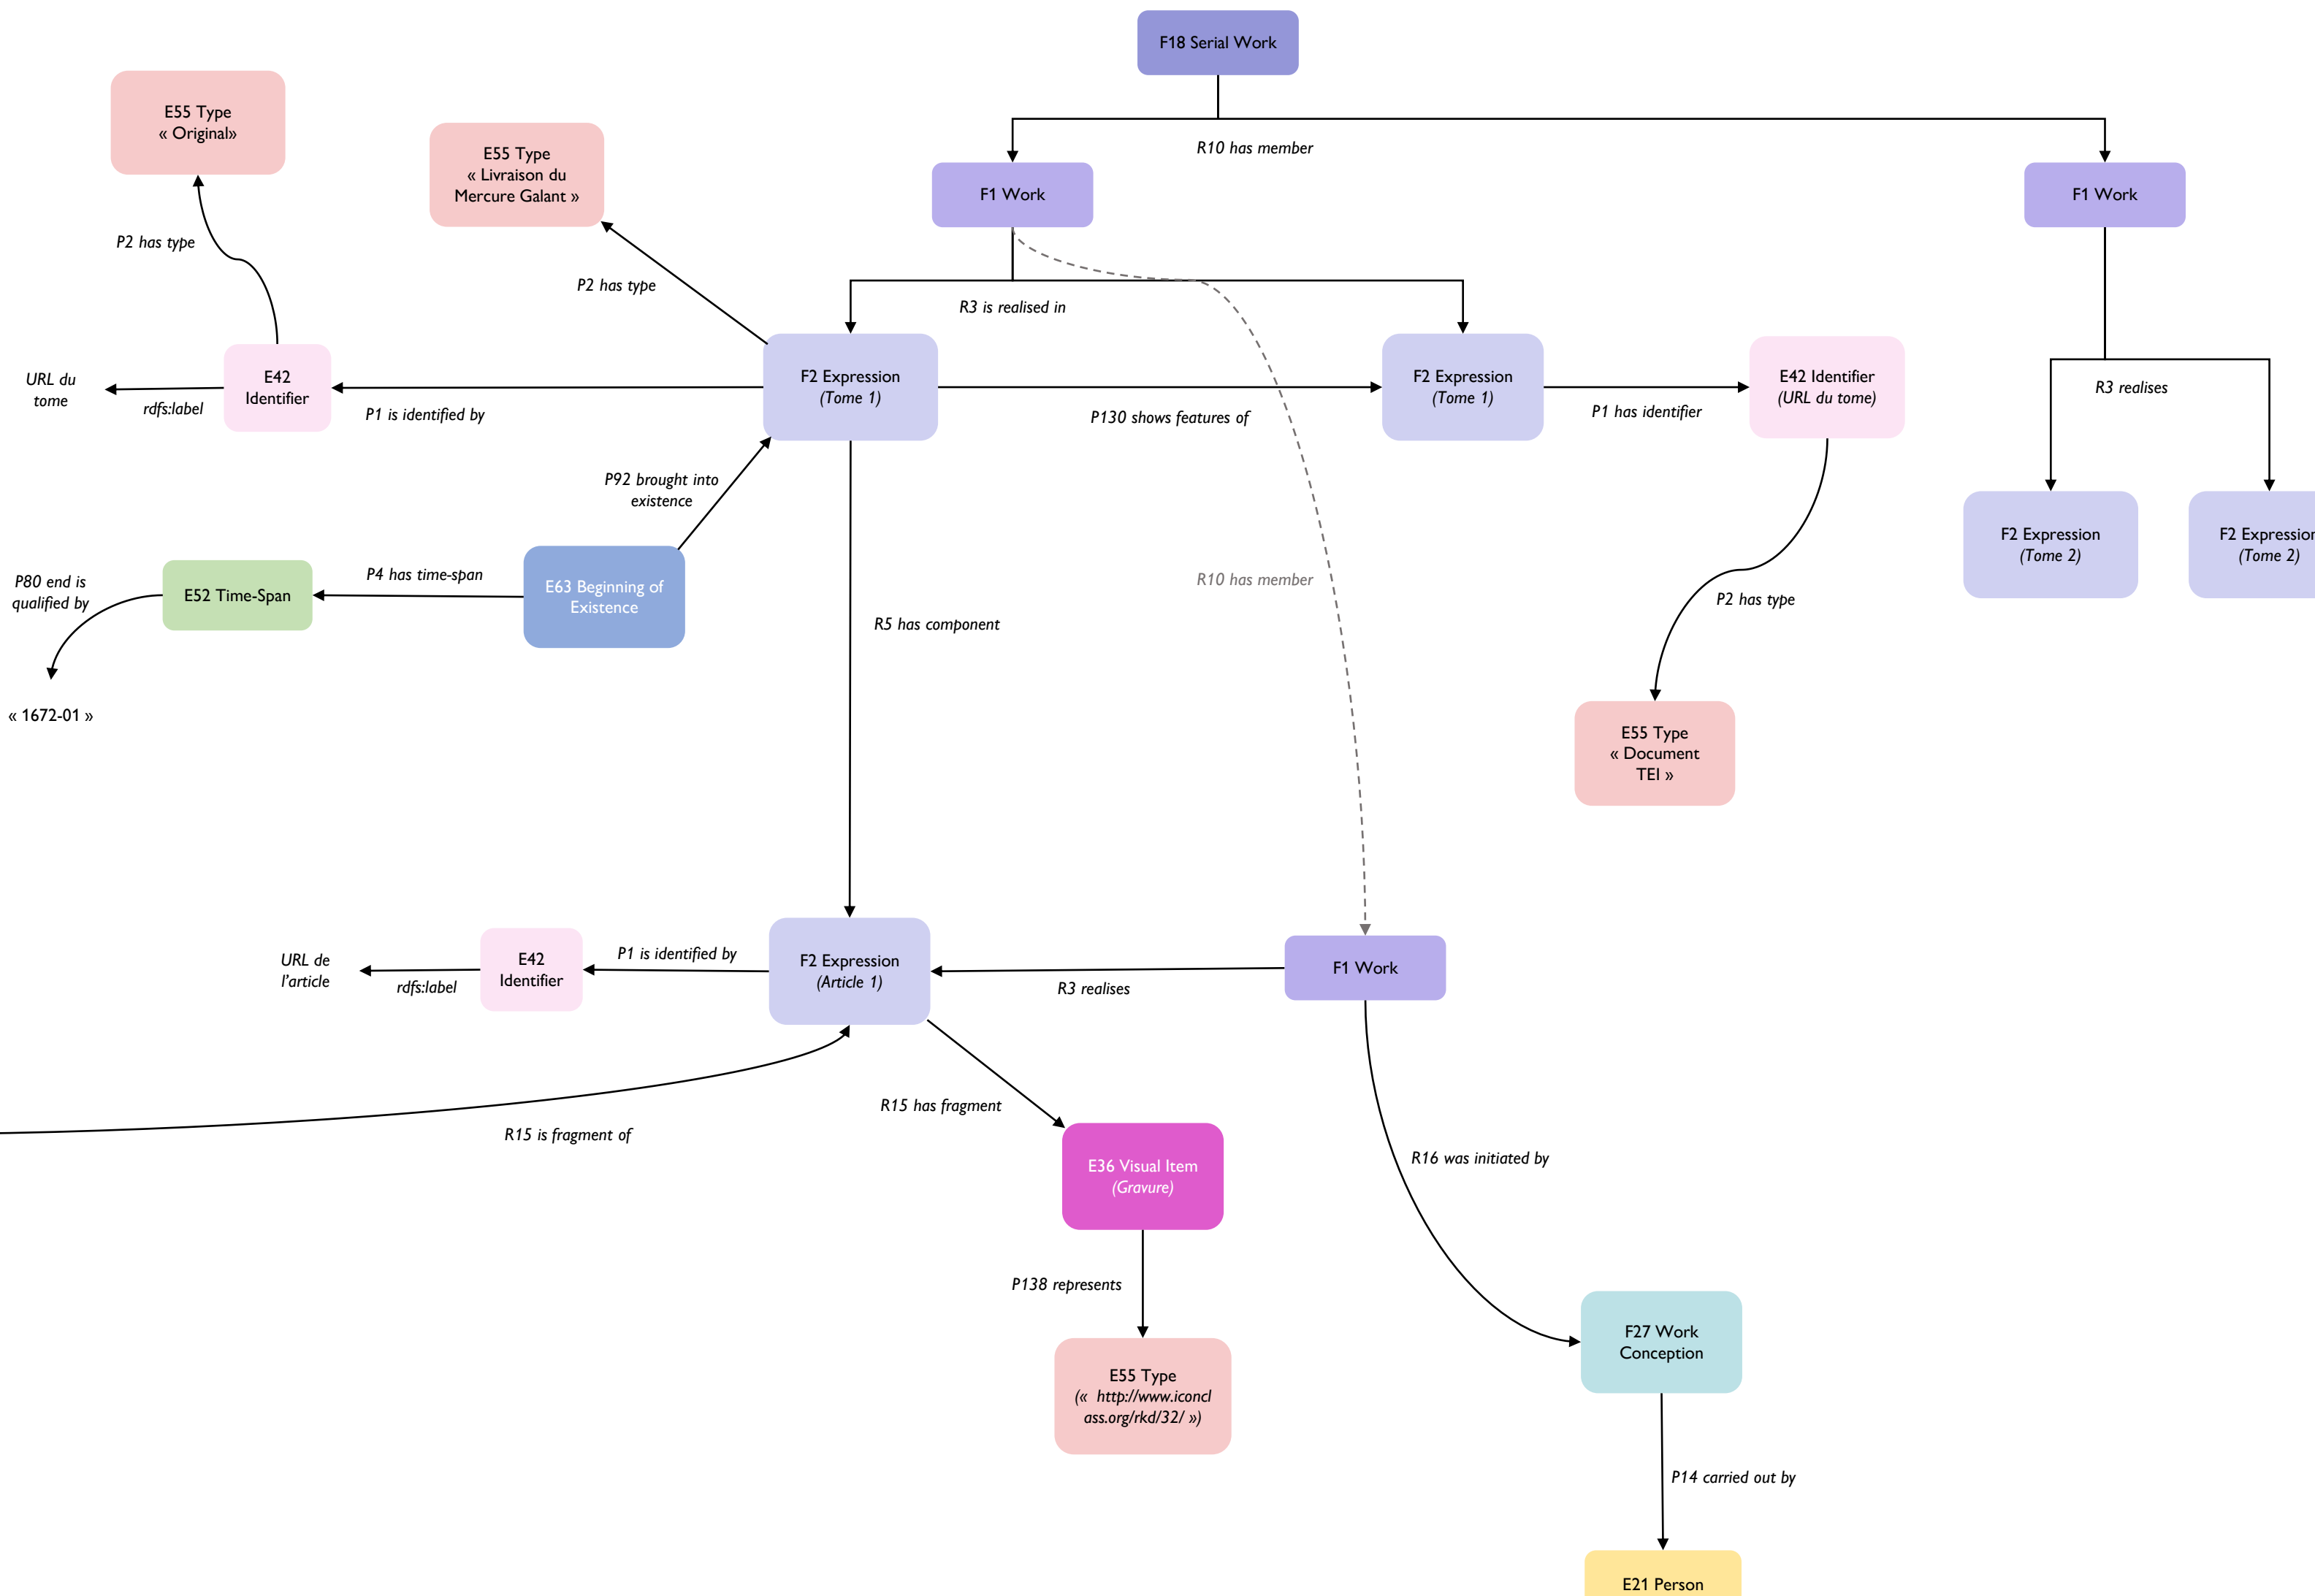 F18 Serial Work
R10 has member
E55 Type
« Original»
E55 Type
« Livraison du
Mercure Galant »
F1 Work
F1 Work
P2 has type
P2 has type
R3 is realised in
URL du
tome
rdfs:label
E42
Identifier
P1 is identified by
F2 Expression
(Tome 1)
P130 shows features of
F2 Expression
(Tome 1)
P1 has identifier
E42 Identifier
(URL du tome)
R3 realises
P92 brought into
existence
F2 Expression
(Tome 2)
F2 Expression
(Tome 2)
P80 end is
qualified by
E52 Time-Span
P4 has time-span
E63 Beginning of
Existence
R10 has member
P2 has type
R5 has component
« 1672-01 »
E55 Type
« Document
TEI »
URL de
l’article
rdfs:label
E42
Identifier
P1 is identified by
F2 Expression
(Article 1)
R3 realises
F1 Work
R15 has fragment
R15 is fragment of
E36 Visual Item
(Gravure)
R16 was initiated by
P138 represents
F27 Work
Conception
E55 Type
(« http://www.iconcl
ass.org/rkd/32/ »)
P14 carried out by
E21 Person